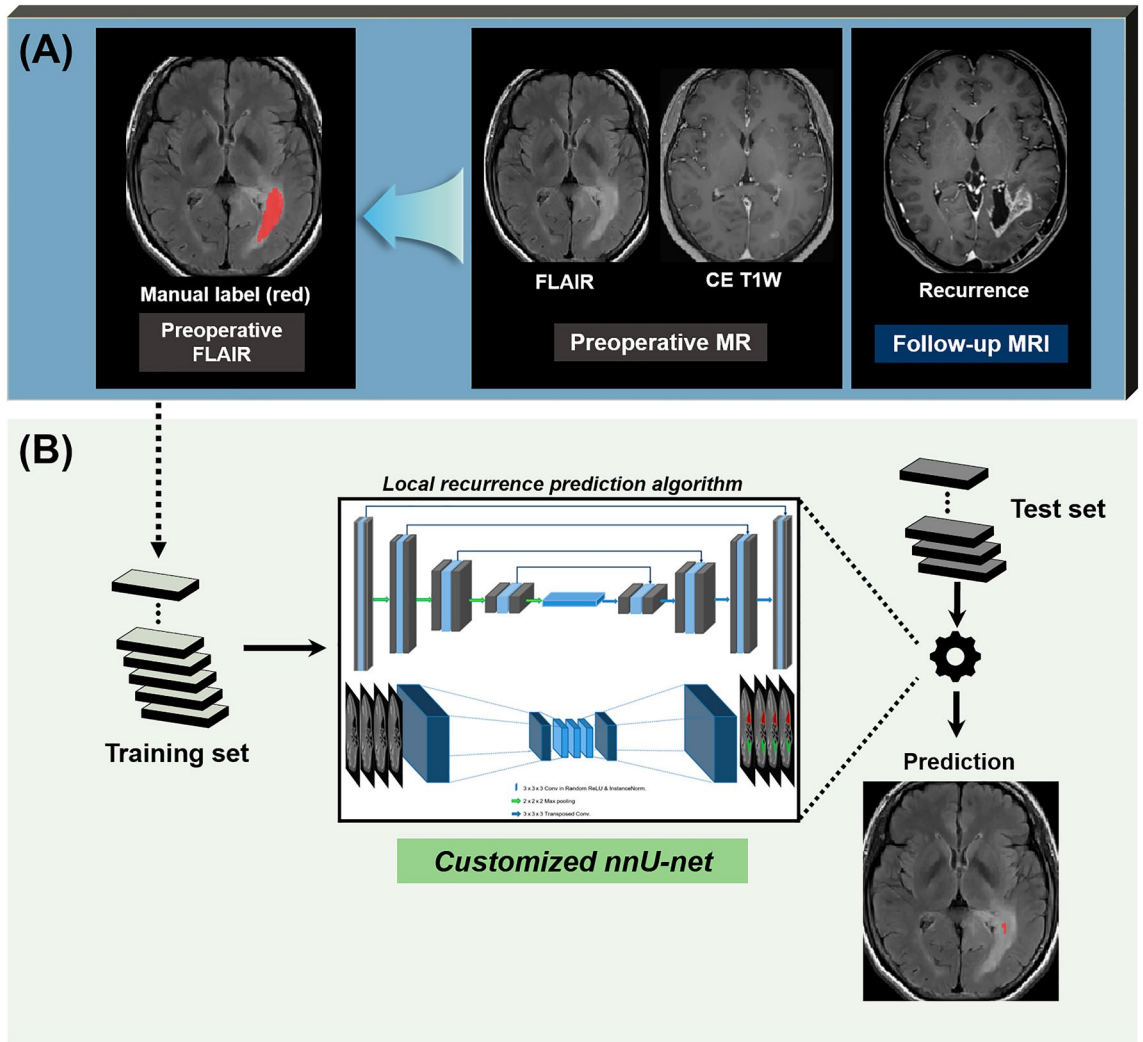 (A)
Manual label (red)
Preoperative
FLAIR
FLAIR
CE T1W
Preoperative MR
Recurrence
Follow-up MRI
(B)
Training set
Local recurrence prediction algorithm
3 x 3 x 3 Conv in Random ReLU & InstanceNorm.
2 x 2 x 2 Max pooling
3 x 3 x 3 Transposed Conv.
Customized nnU-net
Test set
Prediction